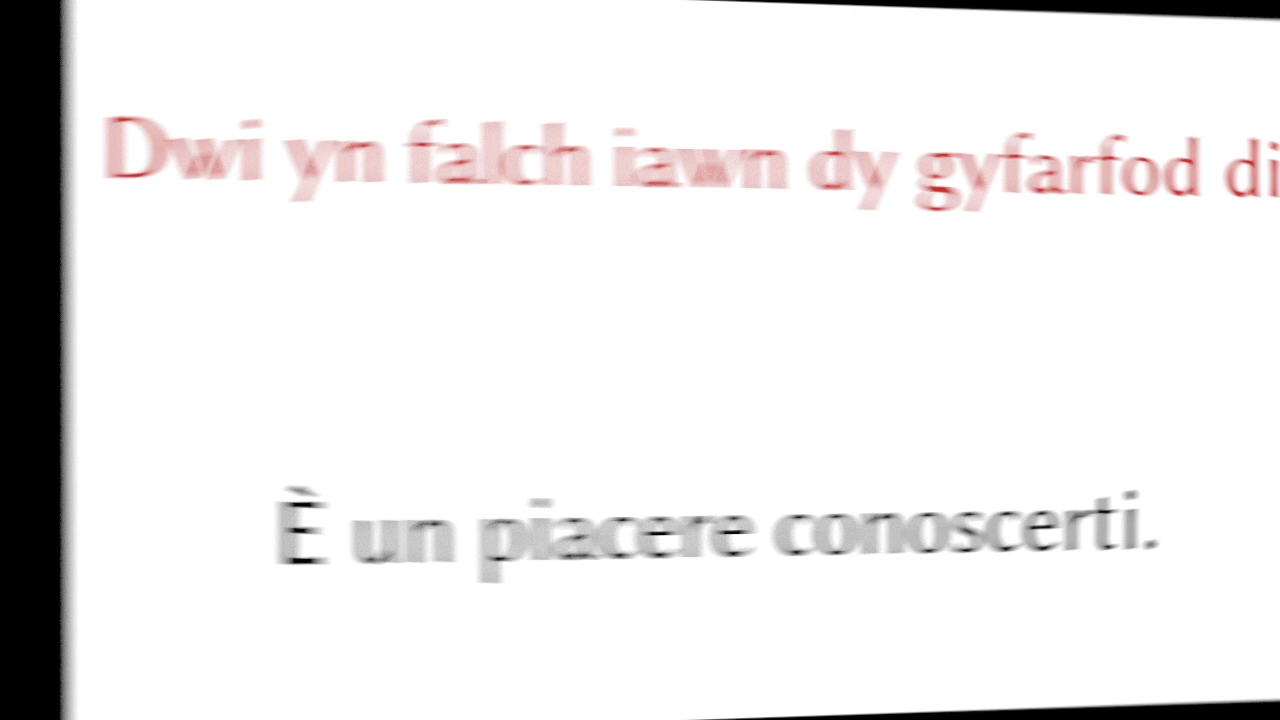 Dwi yn falch iawn dy gyfarfod di
È un piacere conoscerti.